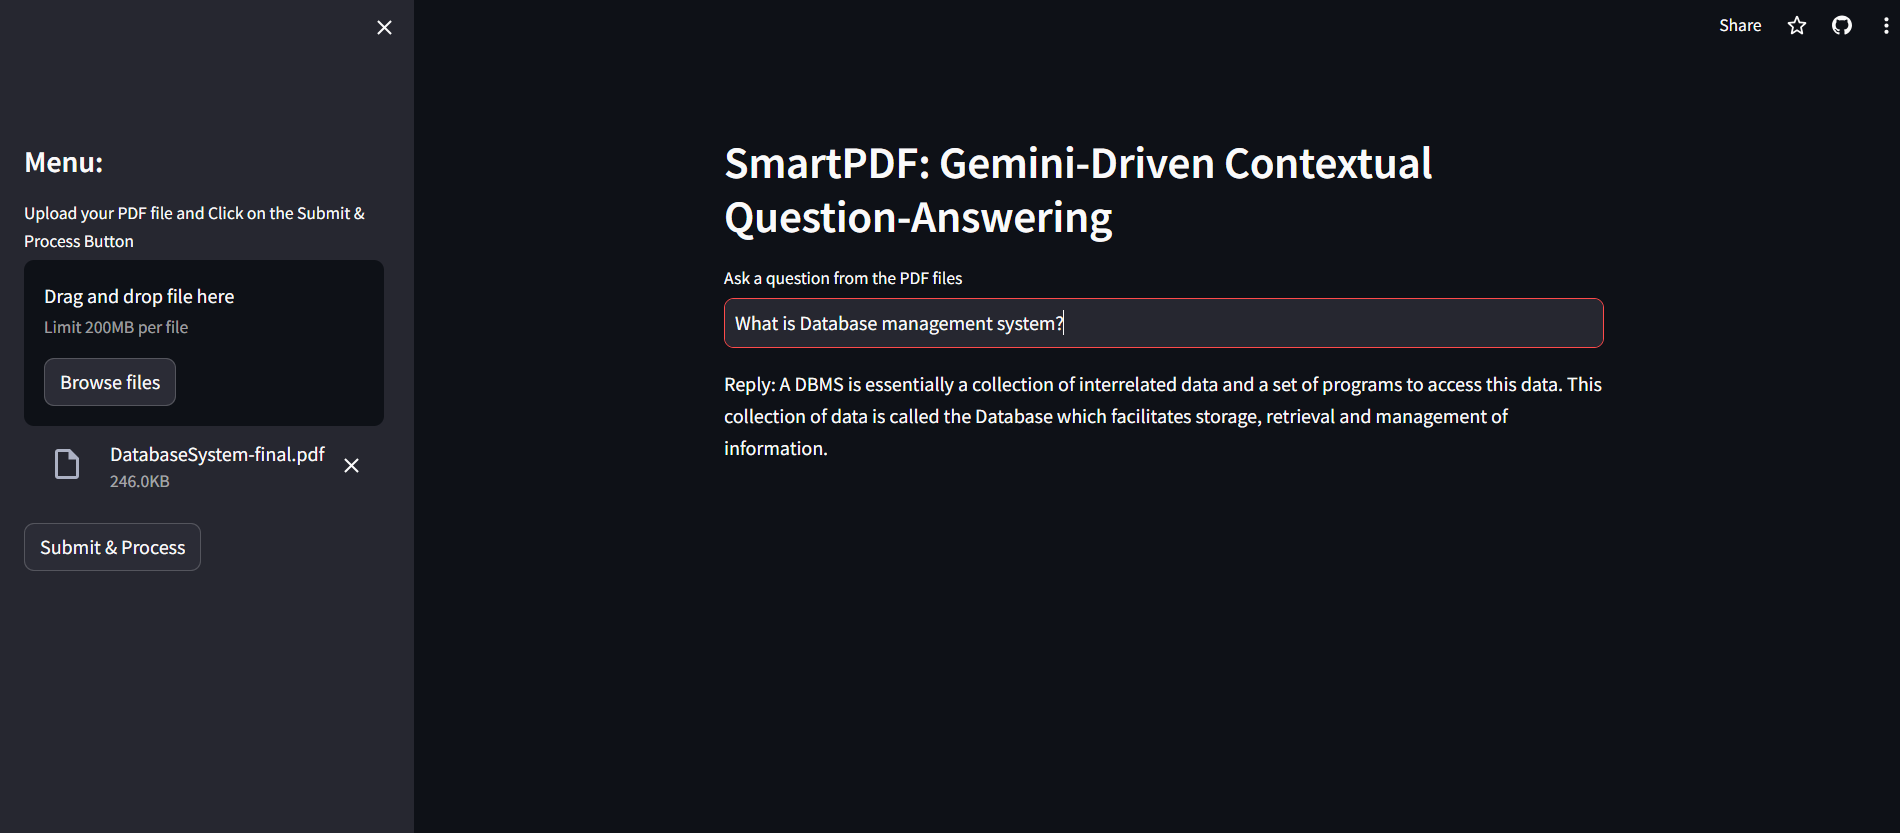 Menu:
Upload your PDF file and Click on the Submit &
Process Button
Drag and drop file here
Limit 200MB per file
Browse files
DatabaseSystem-final.pdf
246.0KB
Submit & Process
Share
SmartPDF: Gemini-Driven Contextual
Question-Answering
Ask a question from the PDF files
What is Database management system?
Reply: A DBMS is essentially a collection of interrelated data and a set of programs to access this data. This
collection of data is called the Database which facilitates storage, retrieval and management of
information.